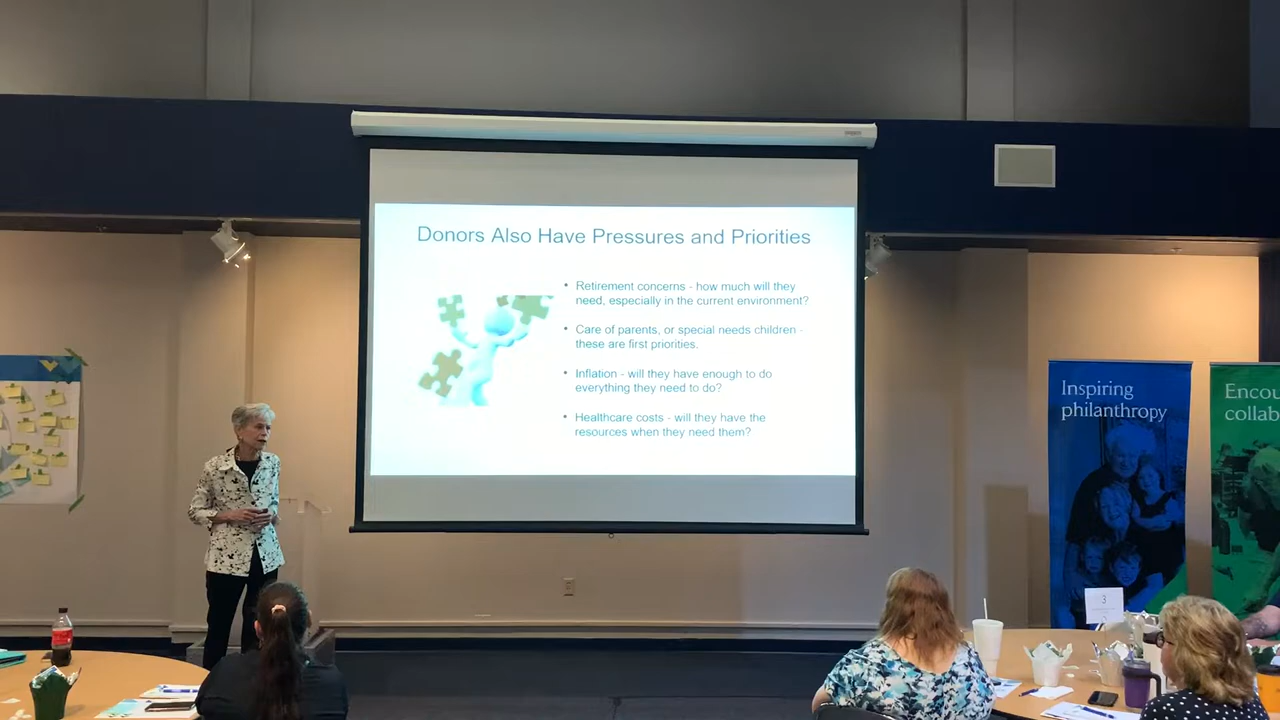 Donors Also Have Pressures and Priorities
• Retirement concerns - how much will they
need, especially in the current environment?
• Care of parents, or special needs children -
these are first priorities.
• Inflation - will they have enough to do
everything they need to do?
• Healthcare costs - will they have the
resources when they need them?
Inspiring
philanthropy
Encou
collab
3